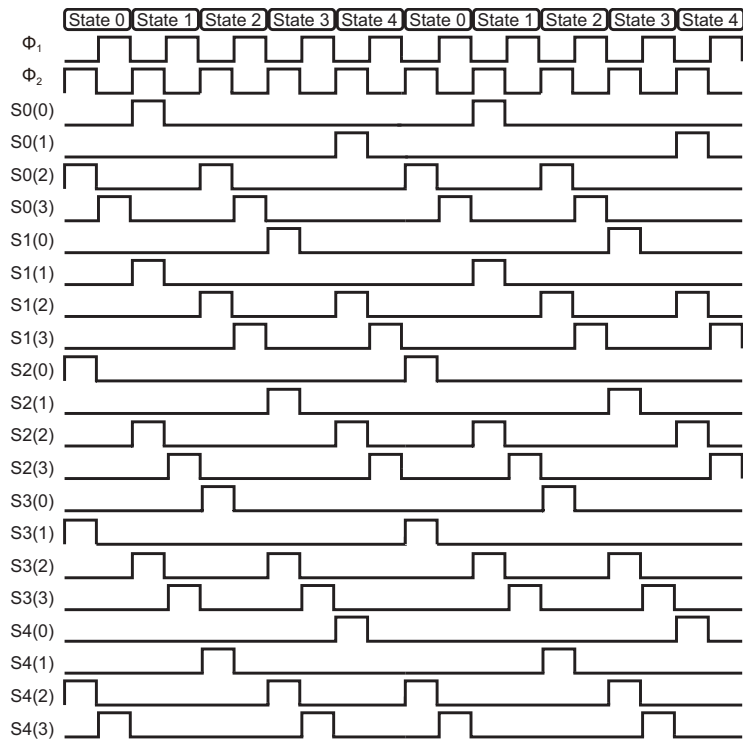 State 0 State 1 State 2 State 3 State 4 State 0 State 1 State 2 State 3 State 4
Φ₁
Φ₂
S0(0)
S0(1)
S0(2)
S0(3)
S1(0)
S1(1)
S1(2)
S1(3)
S2(0)
S2(1)
S2(2)
S2(3)
S3(0)
S3(1)
S3(2)
S3(3)
S4(0)
S4(1)
S4(2)
S4(3)